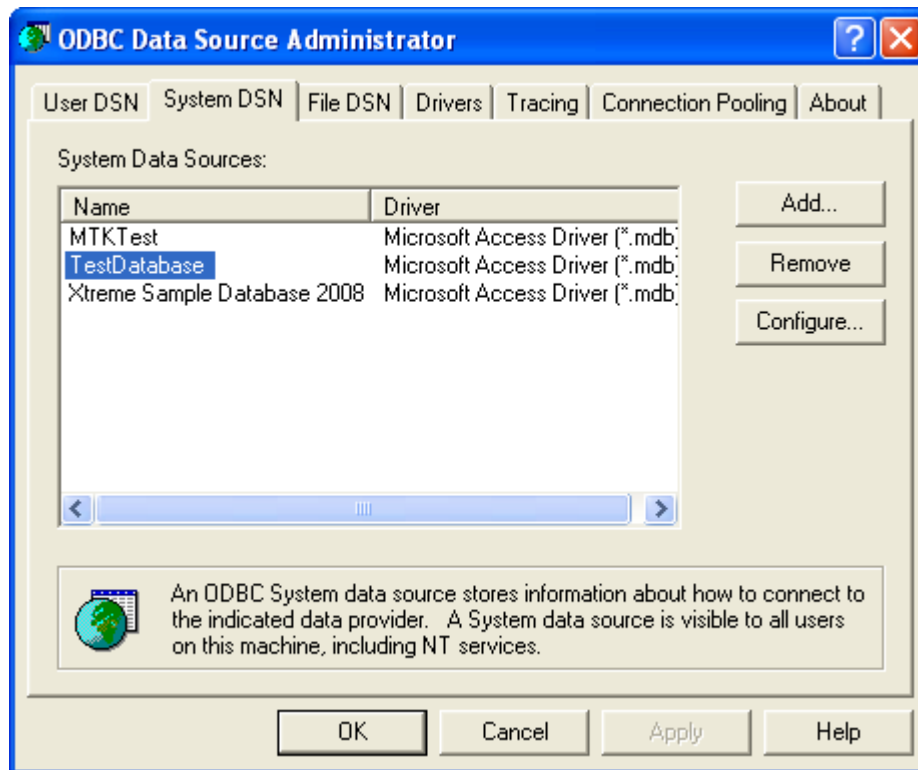 ODBC Data Source Administrator
User DSN System DSN File DSN Drivers Tracing Connection Pooling About
System Data Sources:
Name Driver
MTKTest Microsoft Access Driver (*.mdb)
TestDatabase Microsoft Access Driver (*.mdb)
Xtreme Sample Database 2008 Microsoft Access Driver (*.mdb)
Add...
Remove
Configure...
An ODBC System data source stores information about how to connect to
the indicated data provider. A System data source is visible to all users
on this machine, including NT services.
OK Cancel Apply Help